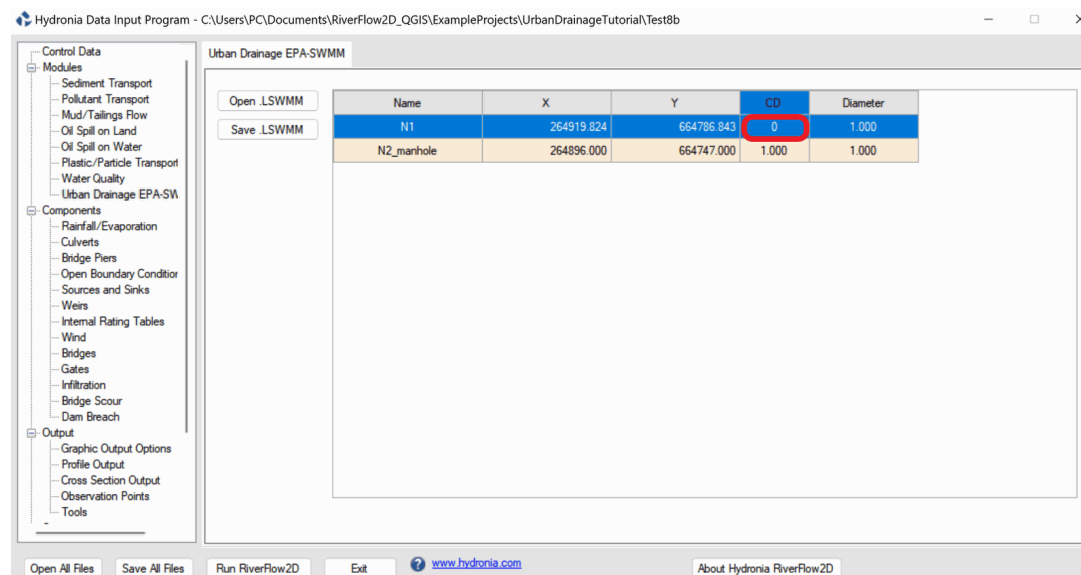 Hydronia Data Input Program - C:\Users\PC\Documents\RiverFlow2D_QGIS\ExampleProjects\UrbanDrainageTutorial\Test8b
Control Data
Modules
Sediment Transport
Pollutant Transport
Mud/Tailings Flow
Oil Spill on Land
Oil Spill on Water
Plastic/Particle Transport
Water Quality
Urban Drainage EPA-SW
Components
Rainfall/Evaporation
Culverts
Bridge Piers
Open Boundary Condition
Sources and Sinks
Weirs
Internal Rating Tables
Wind
Bridges
Gates
Infiltration
Bridge Scour
Dam Breach
Output
Graphic Output Options
Profile Output
Cross Section Output
Observation Points
Tools
Urban Drainage EPA-SWMM
Open .LSWMM
Save .LSWMM
Name X Y CD Diameter
N1 264919.824 664786.843 0 1.000
N2_manhole 264896.000 664747.000 1.000 1.000
Open All Files Save All Files Run RiverFlow2D Exit ? www.hydronia.com About Hydronia RiverFlow2D